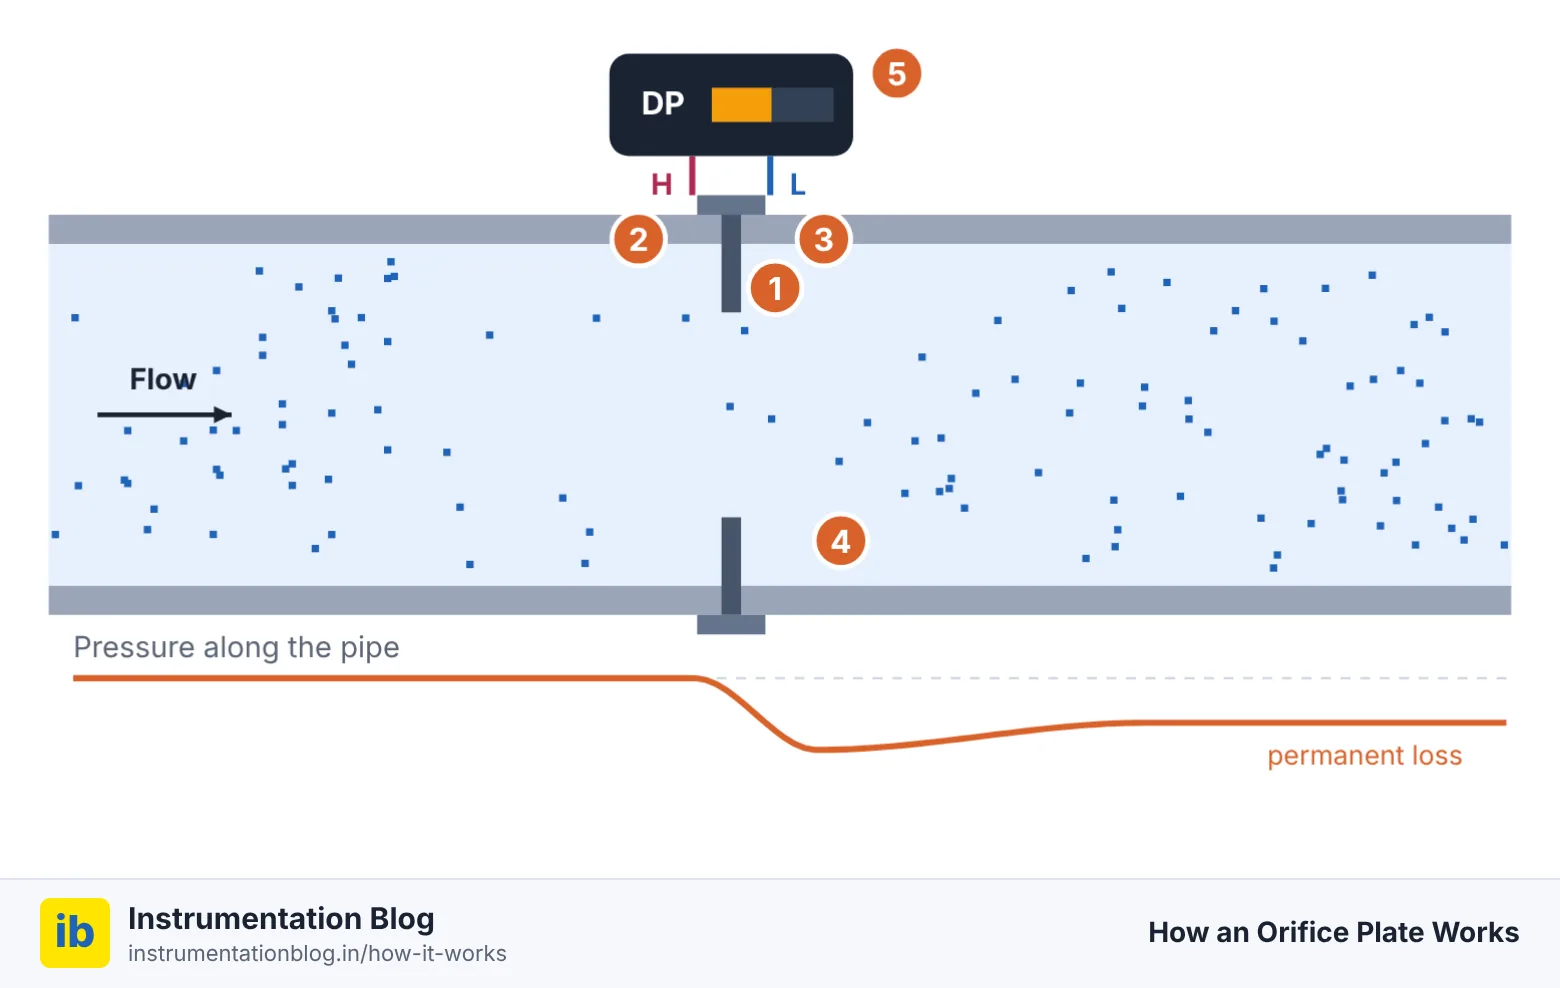 DP
5
H
L
2
3
1
Flow
4
Pressure along the pipe
permanent loss
ib
Instrumentation Blog
instrumentationblog.in/how-it-works
How an Orifice Plate Works